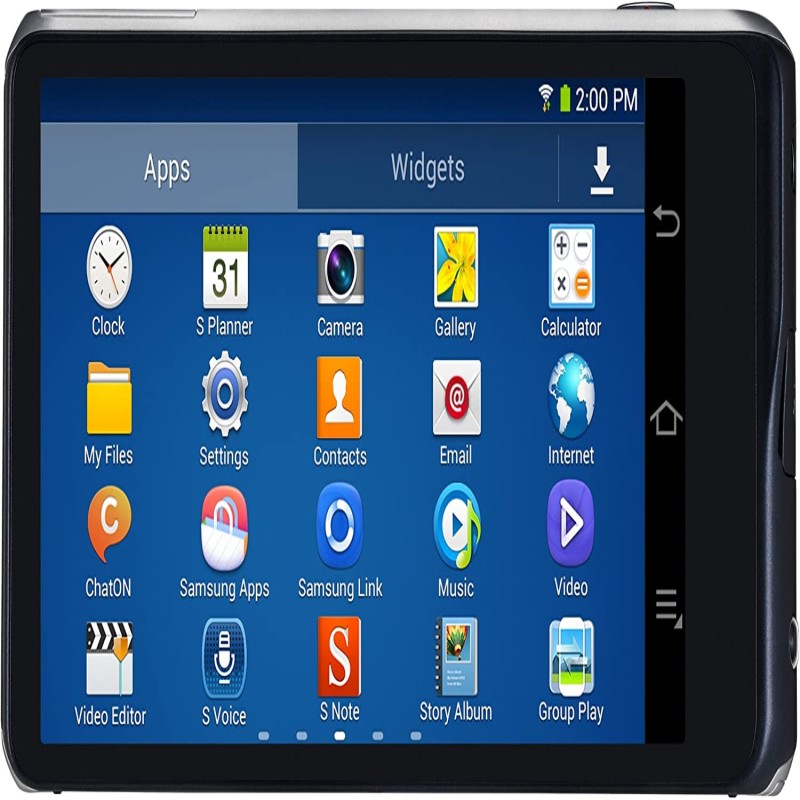 2:00 PM
Apps Widgets
31
Clock S Planner Camera Gallery Calculator
@
My Files Settings Contacts Email Internet
C
ChatON Samsung Apps Samsung Link Music Video
S
Video Editor S Voice S Note Story Album Group Play